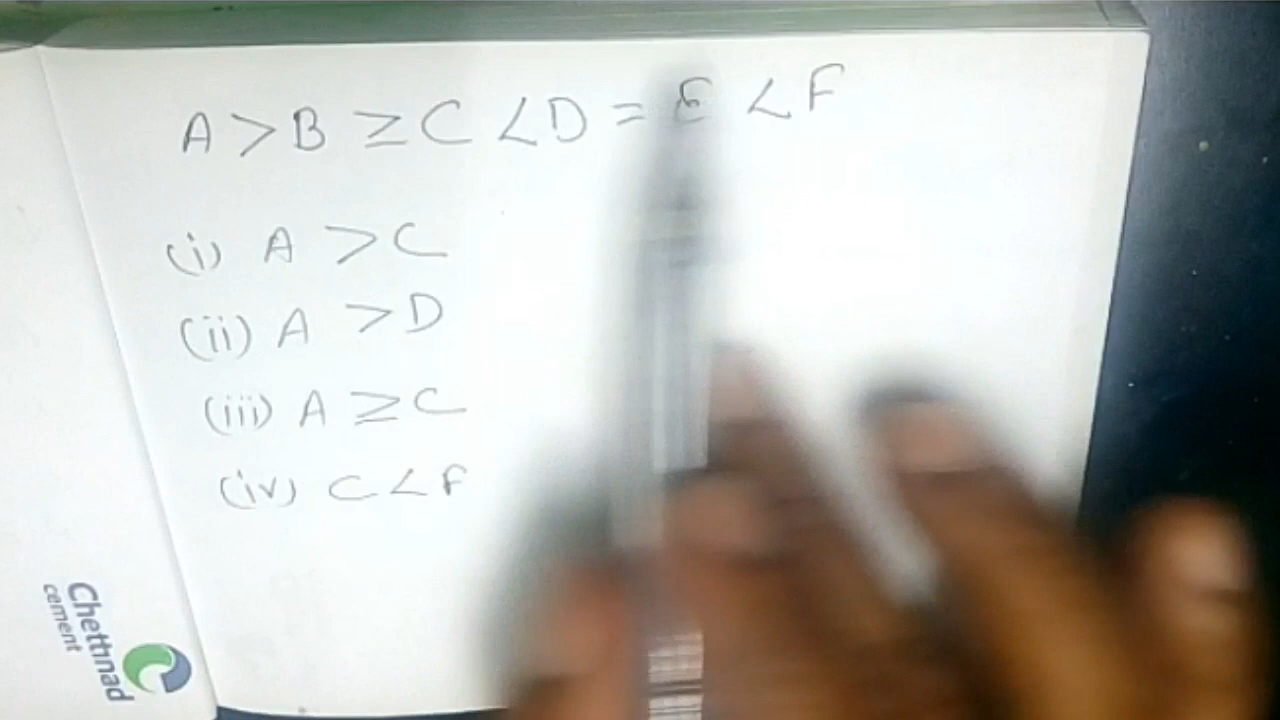 A > B ≥ C < D = E < F
(i) A > C
(ii) A > D
(iii) A ≥ C
(iv) C < F
Chettinad
cement